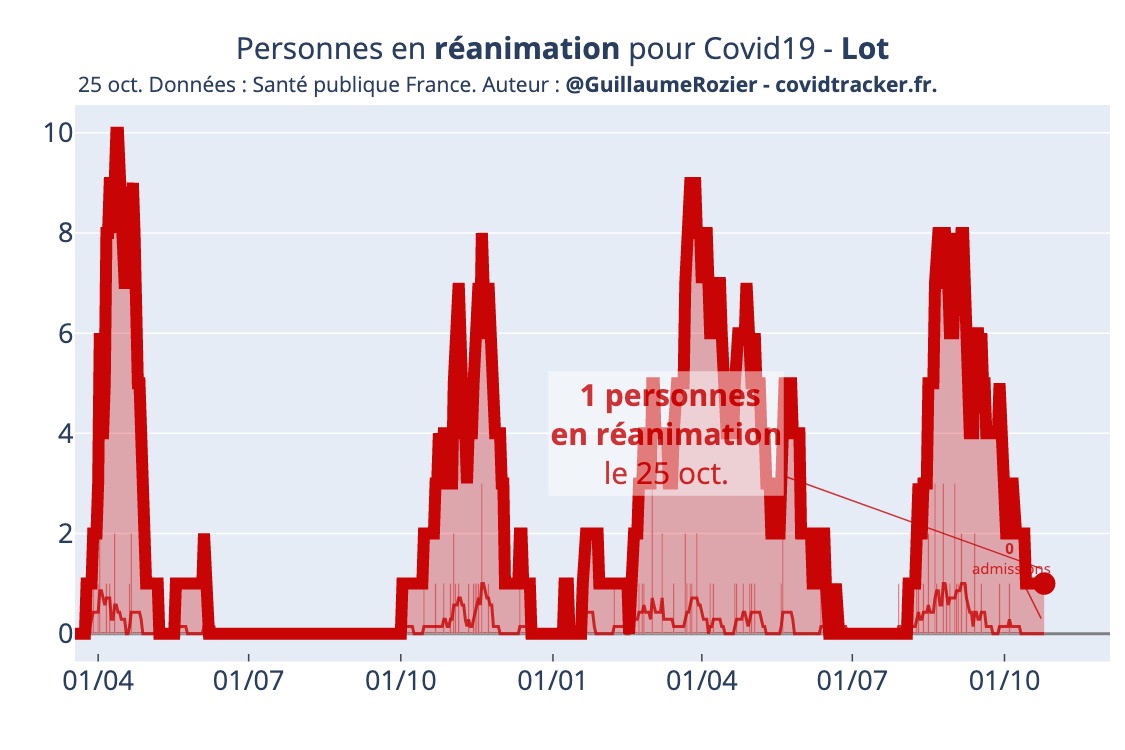 Personnes en réanimation pour Covid19 - Lot
25 oct. Données : Santé publique France. Auteur : @GuillaumeRozier - covidtracker.fr.
10
8
6
4
2
0
1 personnes
en réanimation
le 25 oct.
0
admissions
01/04
01/07
01/10
01/01
01/04
01/07
01/10